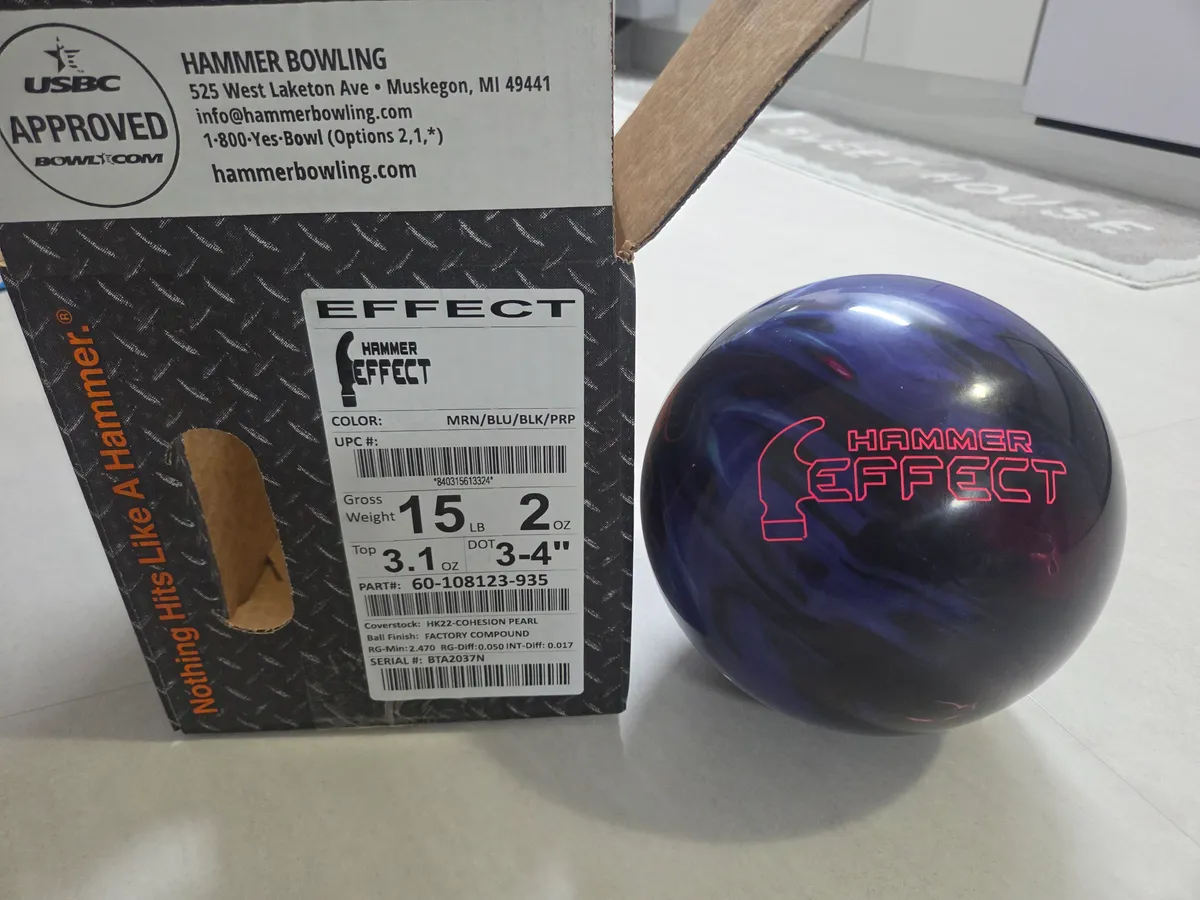 USBC
APPROVED
BOWL★COM
HAMMER BOWLING
525 West Laketon Ave • Muskegon, MI 49441
info@hammerbowling.com
1-800-Yes-Bowl (Options 2,1,*)
hammerbowling.com
Nothing Hits Like A Hammer.®
EFFECT
HAMMER
EFFECT
COLOR: MRN/BLU/BLK/PRP
UPC #:
*840315613324*
Gross Weight 15 LB 2 OZ
Top 3.1 OZ DOT 3-4"
PART#: 60-108123-935
Coverstock: HK22-COHESION PEARL
Ball Finish: FACTORY COMPOUND
RG-Min: 2.470 RG-Diff: 0.050 INT-Diff: 0.017
SERIAL #: BTA2037N
HAMMER
EFFECT
SWEET HOUSE